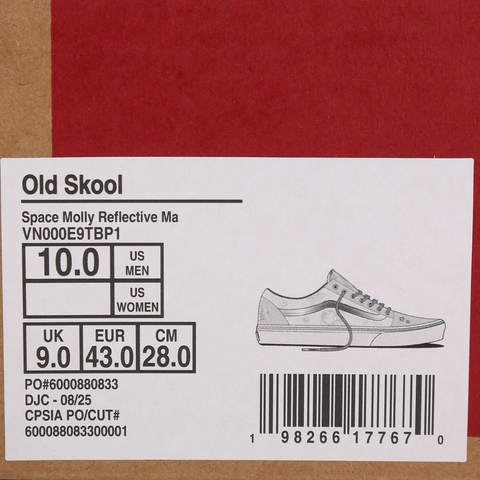 Old Skool
Space Molly Reflective Ma
VN000E9TBP1
10.0 US MEN
US WOMEN
UK EUR CM
9.0 43.0 28.0
PO#6000880833
DJC - 08/25
CPSIA PO/CUT#
600088083300001
1 98266 17767 0